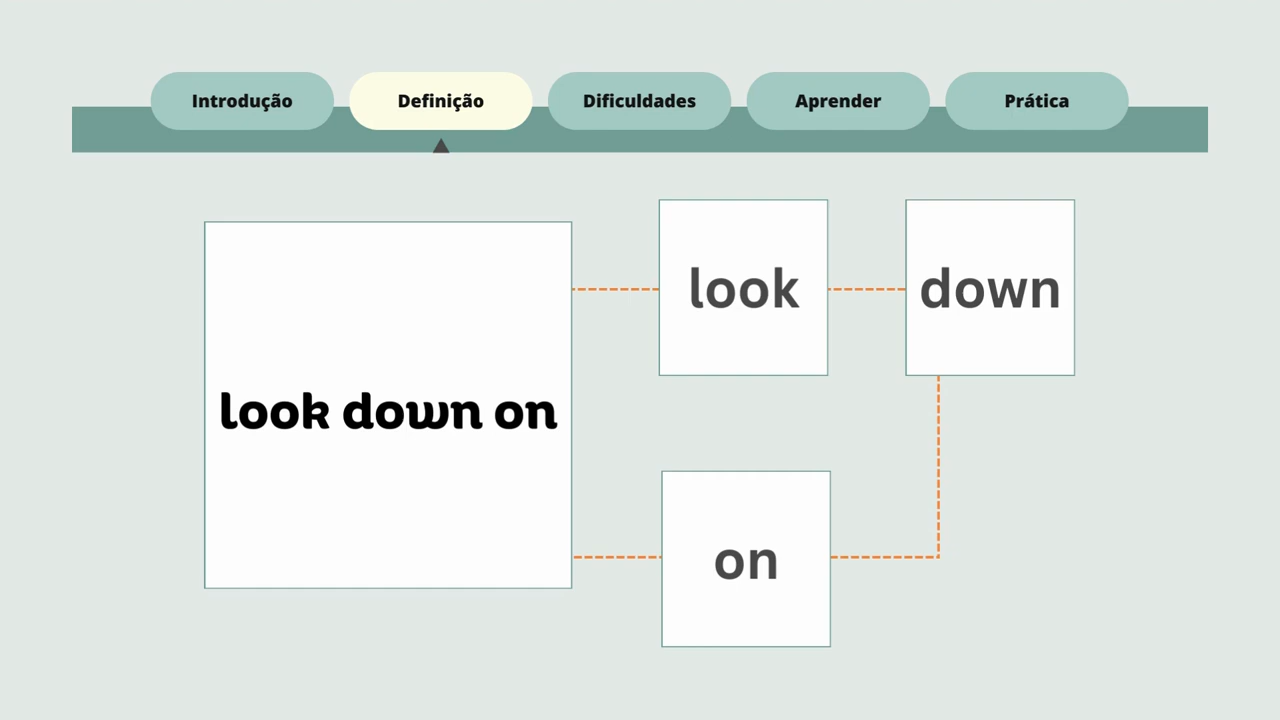 Introdução
Definição
Dificuldades
Aprender
Prática
look down on
look
down
on